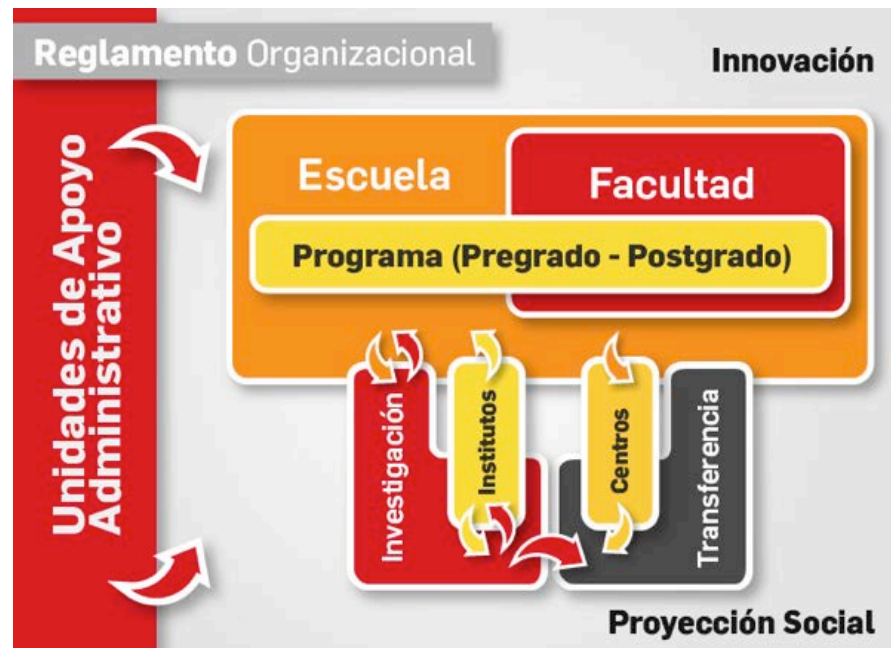 Reglamento Organizacional
Innovación
Unidades de Apoyo
Administrativo
Escuela
Facultad
Programa (Pregrado - Postgrado)
Investigación
Institutos
Centros
Transferencia
Proyección Social